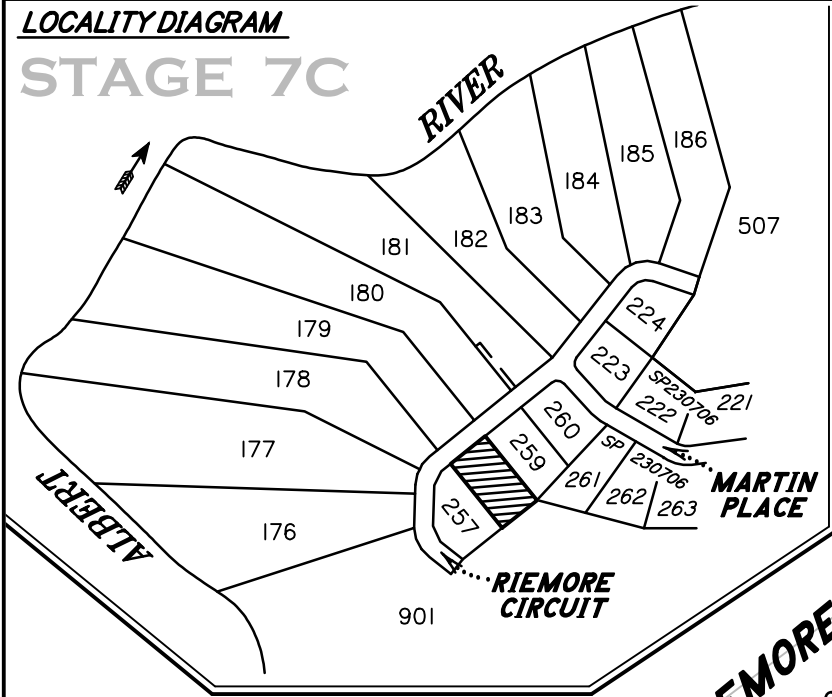 LOCALITY DIAGRAM
STAGE 7C
RIVER
186
185
184
183
182
181
180
179
178
177
176
507
224
223
SP230706
222
221
260
259
257
SP 230706
261
262
263
MARTIN
PLACE
RIEMORE
CIRCUIT
ALBERT
901
EMORE